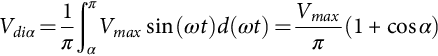 V_{diα} = \frac{1}{π} \int_{α}^{π} V_{max} sin(ωt) d(ωt) = \frac{V_{max}}{π} (1 + cos α)